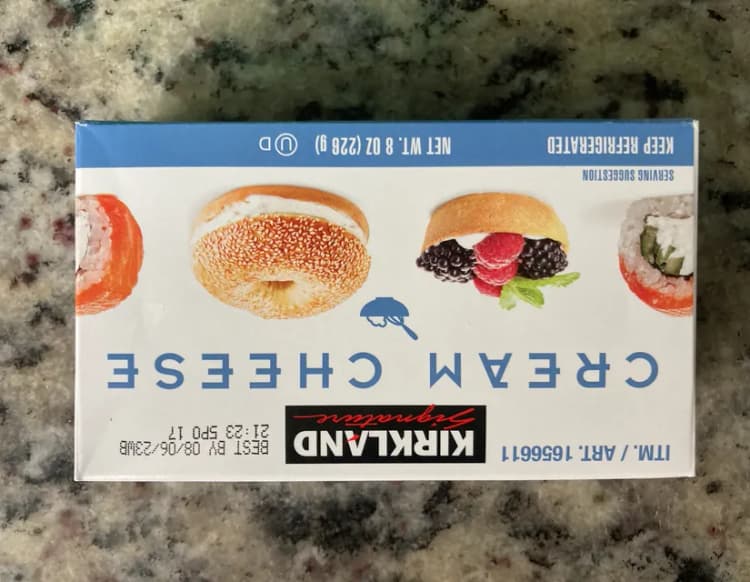 ITM. / ART. 1656611
KIRKLAND
Signature
BEST BY 08/06/23WB
21:23 5PO 17
CREAM CHEESE
SERVING SUGGESTION
KEEP REFRIGERATED
NET WT. 8 OZ (226 g)
U D